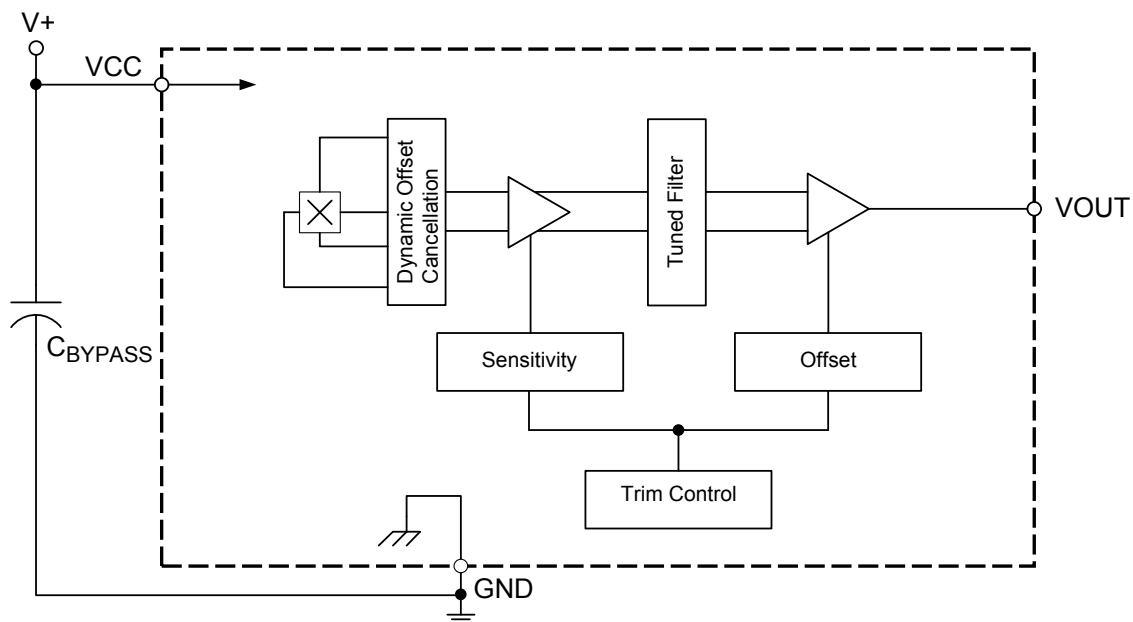 V+
VCC
VOUT
Dynamic Offset
Cancellation
Tuned Filter
CBYPASS
Sensitivity
Offset
Trim Control
GND